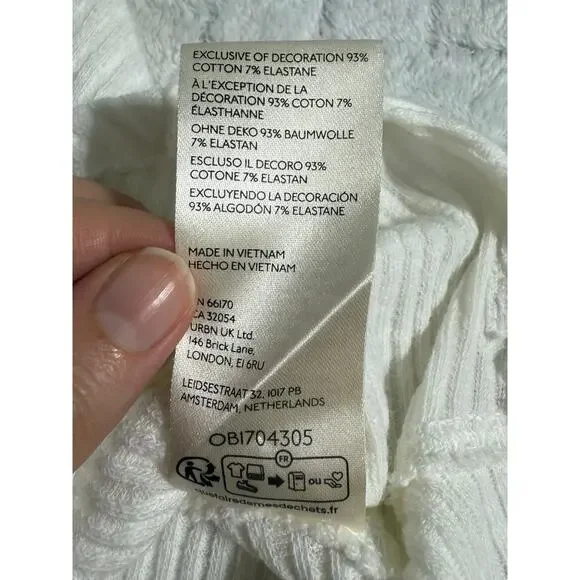 EXCLUSIVE OF DECORATION 93%
COTTON 7% ELASTANE
À L'EXCEPTION DE LA
DÉCORATION 93% COTON 7%
ÉLASTHANNE
OHNE DEKO 93% BAUMWOLLE
7% ELASTAN
ESCLUSO IL DECORO 93%
COTONE 7% ELASTAN
EXCLUYENDO LA DECORACIÓN
93% ALGODÓN 7% ELASTANE
MADE IN VIETNAM
HECHO EN VIETNAM
N 66170
CA 32054
URBN UK Ltd.
146 Brick Lane,
LONDON, E1 6RU
LEIDSESTRAAT 32, 1017 PB
AMSTERDAM, NETHERLANDS
OB1704305
FR
ou
quefairedemesdechets.fr